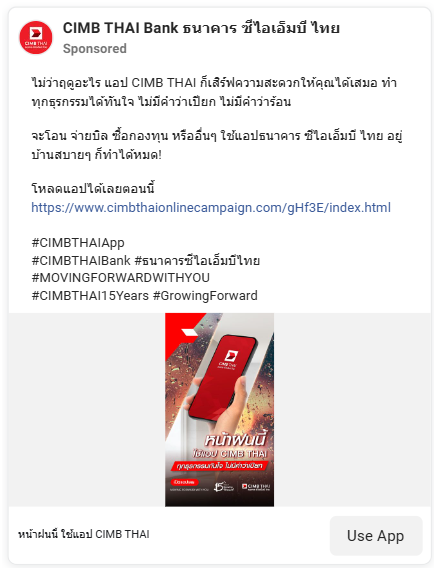 CIMB THAI Bank ธนาคาร ซีไอเอ็มบี ไทย
Sponsored
ไม่ว่าฤดูอะไร แอป CIMB THAI ก็เสิร์ฟความสะดวกให้คุณได้เสมอ ทำ
ทุกธุรกรรมได้ทันใจ ไม่มีคำว่าเปียก ไม่มีคำว่าร้อน
จะโอน จ่ายบิล ซื้อกองทุน หรืออื่นๆ ใช้แอปธนาคาร ซีไอเอ็มบี ไทย อยู่
บ้านสบายๆ ก็ทำได้หมด!
โหลดแอปได้เลยตอนนี้
https://www.cimbthaionlinecampaign.com/gHf3E/index.html
#CIMBTHAIApp
#CIMBTHAIBank #ธนาคารซีไอเอ็มบีไทย
#MOVINGFORWARDWITHYOU
#CIMBTHAI15Years #GrowingForward
CIMB THAI
หน้าฝนนี้
ใช้แอป CIMB THAI
ทุกธุรกรรมทันใจ ไม่มีคำว่าเปียก
15
CIMB THAI
หน้าฝนนี้ ใช้แอป CIMB THAI
Use App